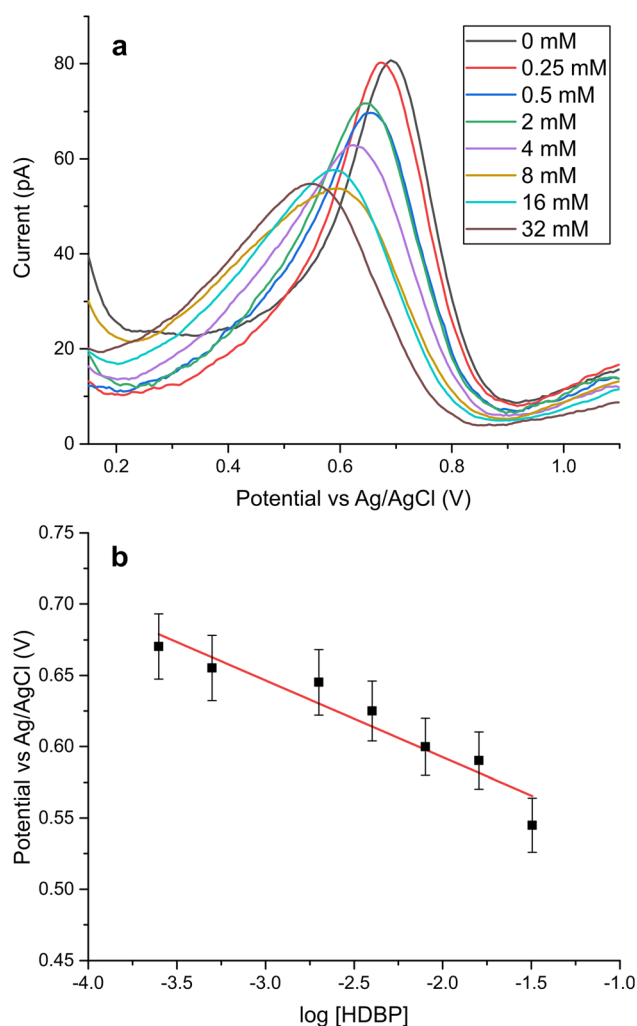 a
0 mM
0.25 mM
0.5 mM
2 mM
4 mM
8 mM
16 mM
32 mM
80
60
40
20
0
Current (pA)
0.2 0.4 0.6 0.8 1.0
Potential vs Ag/AgCl (V)
b
0.75
0.70
0.65
0.60
0.55
0.50
0.45
Potential vs Ag/AgCl (V)
-4.0 -3.5 -3.0 -2.5 -2.0 -1.5 -1.0
log [HDBP]